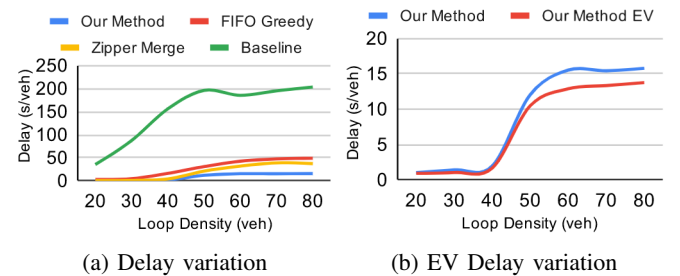 Our Method FIFO Greedy
Zipper Merge Baseline
Delay (s/veh)
250
200
150
100
50
0
20 30 40 50 60 70 80
Loop Density (veh)
(a) Delay variation
Our Method Our Method EV
Delay (s/veh)
20
15
10
5
0
20 30 40 50 60 70 80
Loop Density (veh)
(b) EV Delay variation